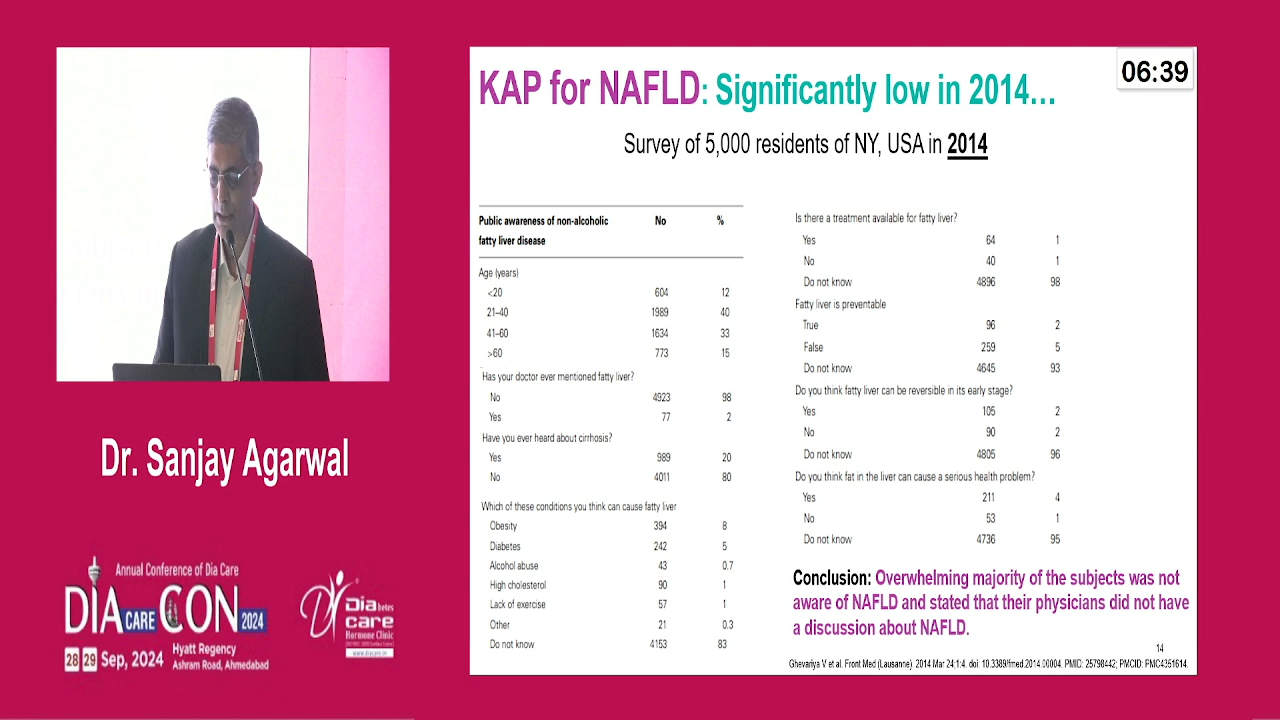 KAP for NAFLD: Significantly low in 2014...
06:39
Survey of 5,000 residents of NY, USA in 2014
Public awareness of non-alcoholic fatty liver disease No %
Age (years)
<20 604 12
21–40 1989 40
41–60 1634 33
>60 773 15
Has your doctor ever mentioned fatty liver?
No 4923 98
Yes 77 2
Have you ever heard about cirrhosis?
Yes 989 20
No 4011 80
Which of these conditions you think can cause fatty liver
Obesity 394 8
Diabetes 242 5
Alcohol abuse 43 0.7
High cholesterol 90 1
Lack of exercise 57 1
Other 21 0.3
Do not know 4153 83
Is there a treatment available for fatty liver?
Yes 64 1
No 40 1
Do not know 4896 98
Fatty liver is preventable
True 96 2
False 259 5
Do not know 4645 93
Do you think fatty liver can be reversible in its early stage?
Yes 105 2
No 90 2
Do not know 4805 96
Do you think fat in the liver can cause a serious health problem?
Yes 211 4
No 53 1
Do not know 4736 95
Conclusion: Overwhelming majority of the subjects was not
aware of NAFLD and stated that their physicians did not have
a discussion about NAFLD.
14
Ghevariya V et al. Front Med (Lausanne). 2014 Mar 24;1:4. doi: 10.3389/fmed.2014.00004. PMID: 25798442; PMCID: PMC4351614.
Dr. Sanjay Agarwal
Annual Conference of Dia Care
DIA CARE CON 2024
28 29 Sep, 2024
Hyatt Regency
Ashram Road, Ahmedabad
Diabetes
care
Hormone Clinic
www.diacare.in